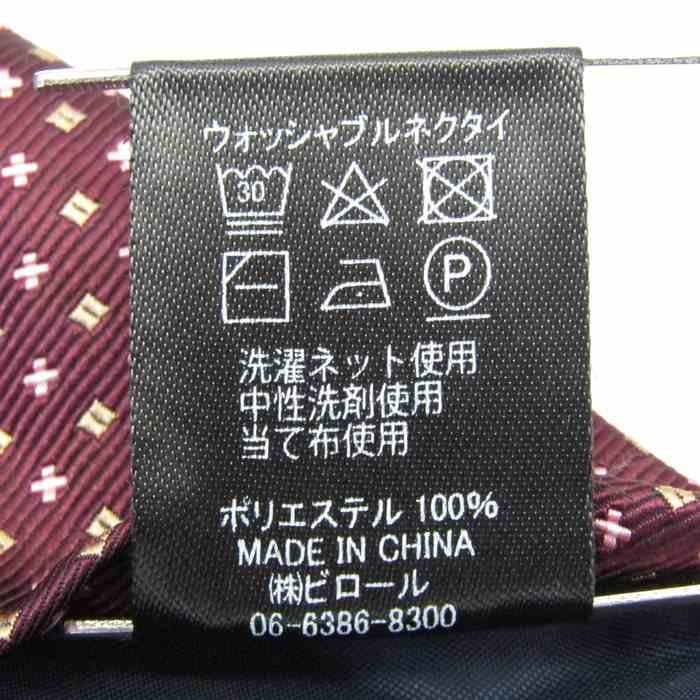 ウォッシャブルネクタイ
30
P
洗濯ネット使用
中性洗剤使用
当て布使用
ポリエステル 100%
MADE IN CHINA
㈱ビロール
06-6386-8300